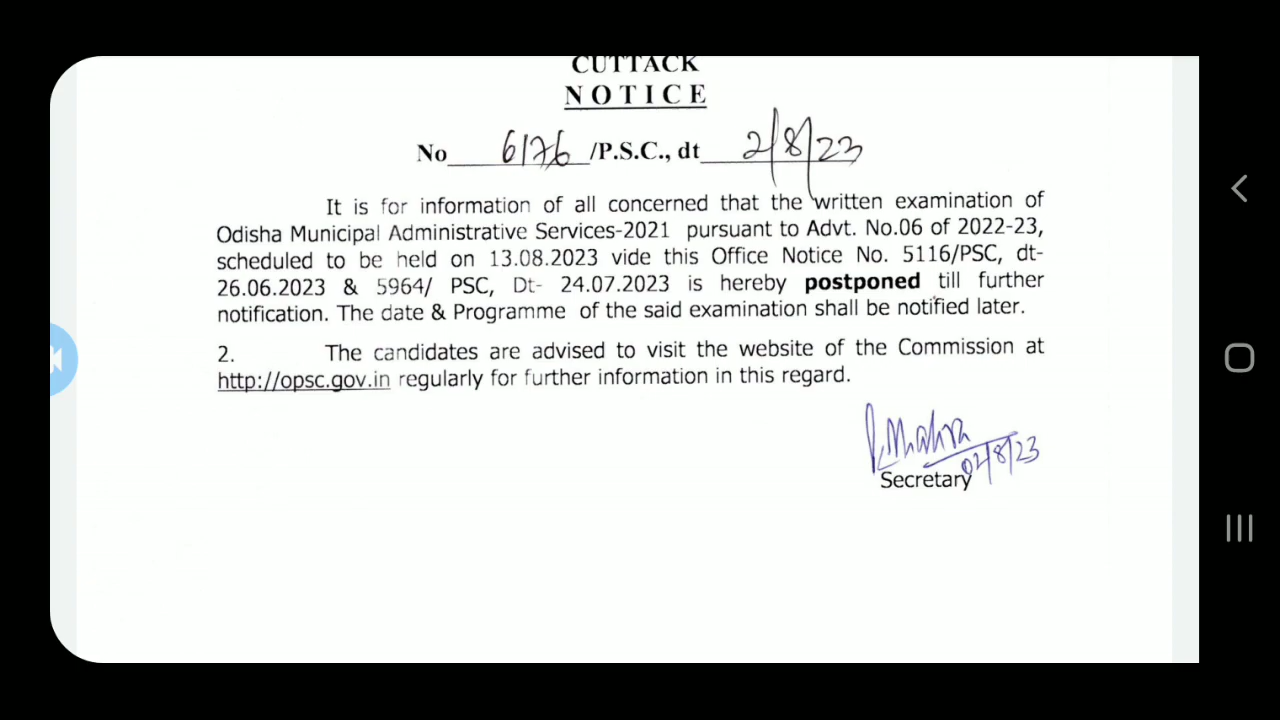 CUTTACK
NOTICE
No 6176 /P.S.C., dt 2/8/23
It is for information of all concerned that the written examination of
Odisha Municipal Administrative Services-2021 pursuant to Advt. No.06 of 2022-23,
scheduled to be held on 13.08.2023 vide this Office Notice No. 5116/PSC, dt-
26.06.2023 & 5964/ PSC, Dt- 24.07.2023 is hereby postponed till further
notification. The date & Programme of the said examination shall be notified later.
2. The candidates are advised to visit the website of the Commission at
http://opsc.gov.in regularly for further information in this regard.
02/8/23
Secretary